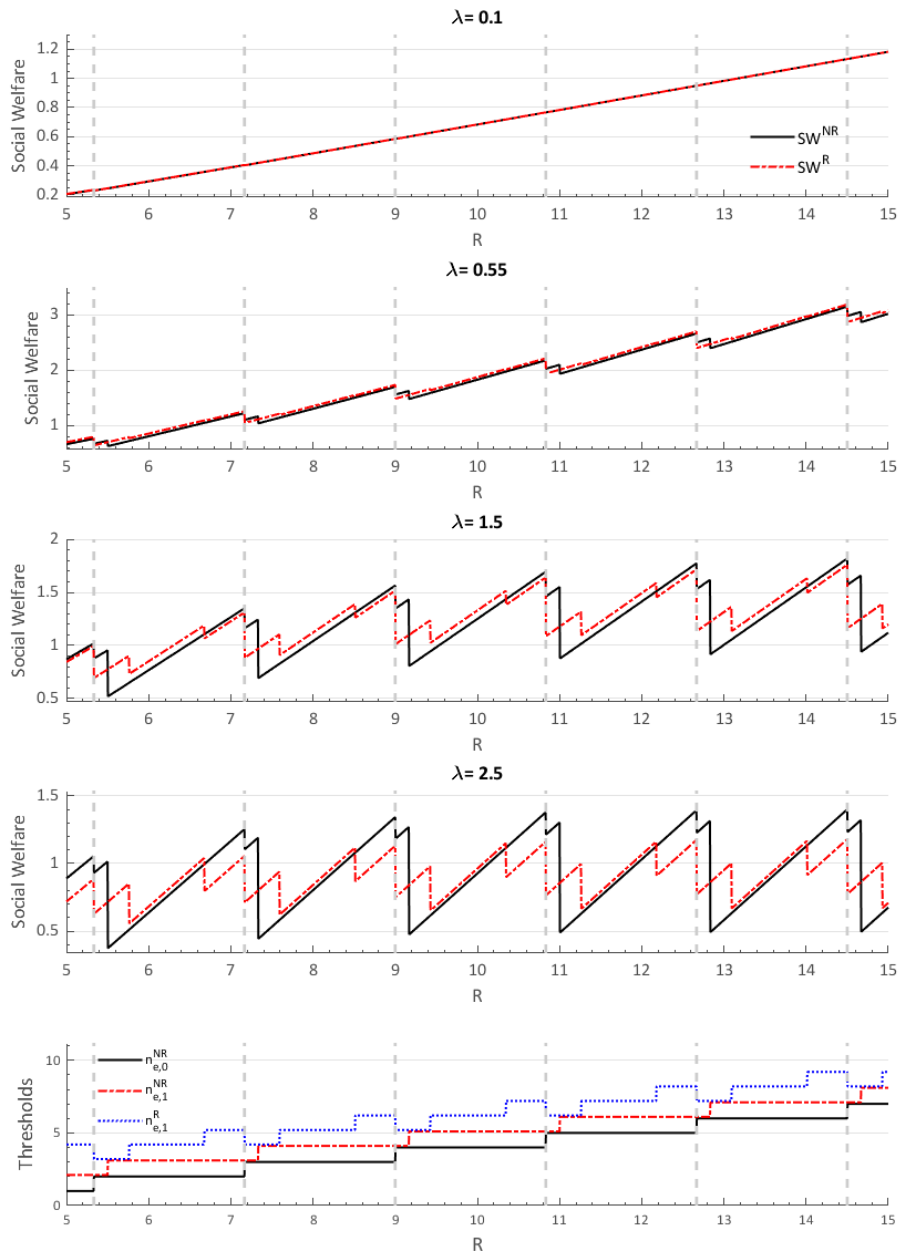 λ= 0.1
Social Welfare
1.2
1
0.8
0.6
0.4
0.2
SW^NR
SW^R
5 6 7 8 9 10 11 12 13 14 15
R
λ= 0.55
Social Welfare
3
2
1
5 6 7 8 9 10 11 12 13 14 15
R
λ= 1.5
Social Welfare
2
1.5
1
0.5
5 6 7 8 9 10 11 12 13 14 15
R
λ= 2.5
Social Welfare
1.5
1
0.5
5 6 7 8 9 10 11 12 13 14 15
R
Thresholds
10
5
0
n_e,0^NR
n_e,1^NR
n_e,1^R
5 6 7 8 9 10 11 12 13 14 15
R